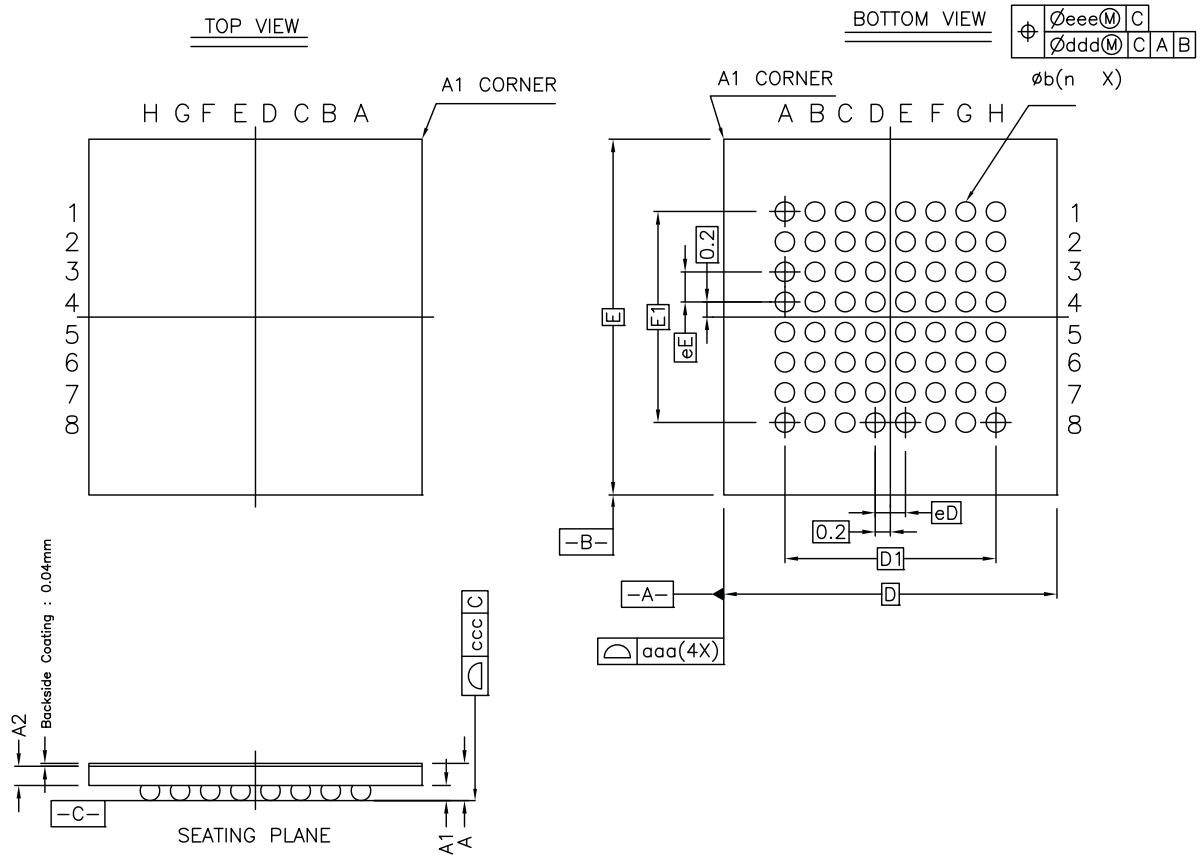 TOP VIEW
A1 CORNER
H G F E D C B A
1
2
3
4
5
6
7
8
BOTTOM VIEW
Øeee Ⓜ C
Øddd Ⓜ C A B
øb(n X)
A1 CORNER
A B C D E F G H
1
2
3
4
5
6
7
8
0.2
E
E1
eE
eD
0.2
D1
D
-B-
-A-
aaa(4X)
Backside Coating : 0.04mm
A2
ccc C
-C-
A1
A
SEATING PLANE